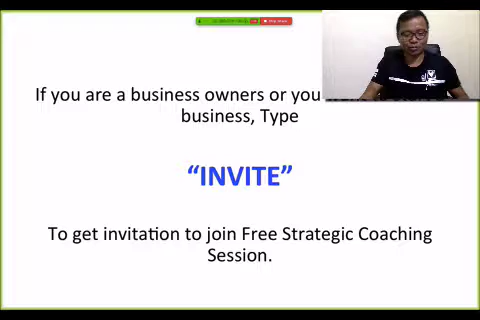 If you are a business owners or you
business, Type
“INVITE”
To get invitation to join Free Strategic Coaching
Session.